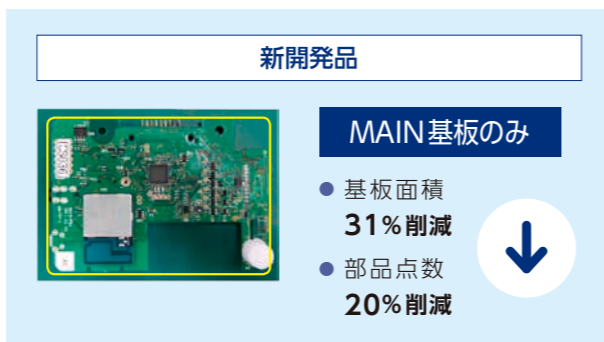 新開発品
MAIN基板のみ
● 基板面積
31%削減
● 部品点数
20%削減